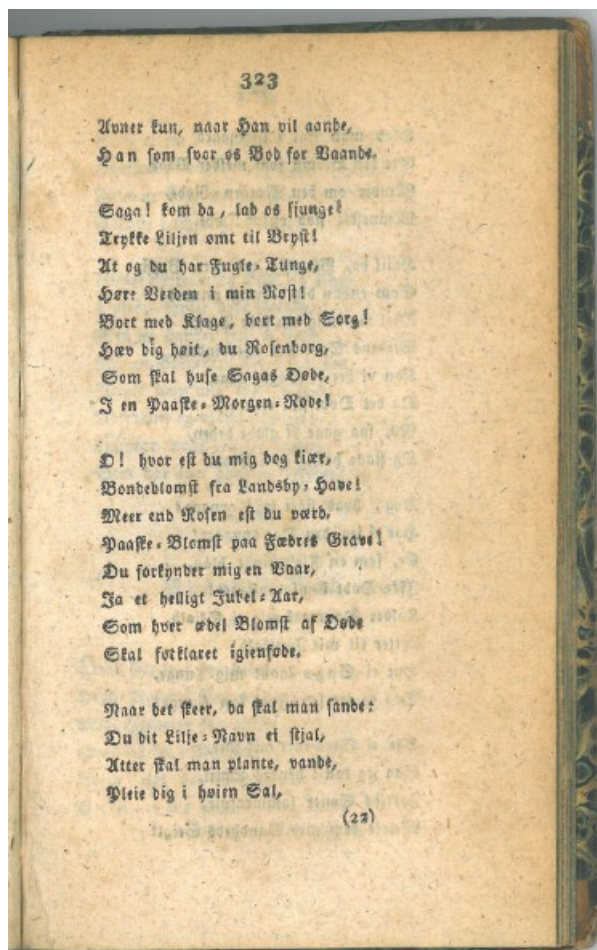 323
Avner kun, naar Han vil aande,
Han som svor os Bod for Vaande.
Saga! kom da, lad os sjunge!
Trykke Liljen ømt til Bryst!
At og du har Fugle-Tunge,
Høre Verden i min Røst!
Bort med Klage, bort med Sorg!
Hæv dig høit, du Rosenborg,
Som skal huse Sagas Døde,
I en Paaske-Morgen-Røde!
O! hvor est du mig dog kiær,
Bondeblomst fra Landsby-Have!
Meer end Rosen est du værd,
Paaske-Blomst paa Fædres Grave!
Du forkynder mig en Vaar,
Ja et helligt Jubel-Aar,
Som hver ædel Blomst af Døde
Skal forklaret igienføde.
Naar det skeer, da skal man sande:
Du dit Lilje-Navn ei stjal,
Atter skal man plante, vande,
Pleie dig i høien Sal,
(22)